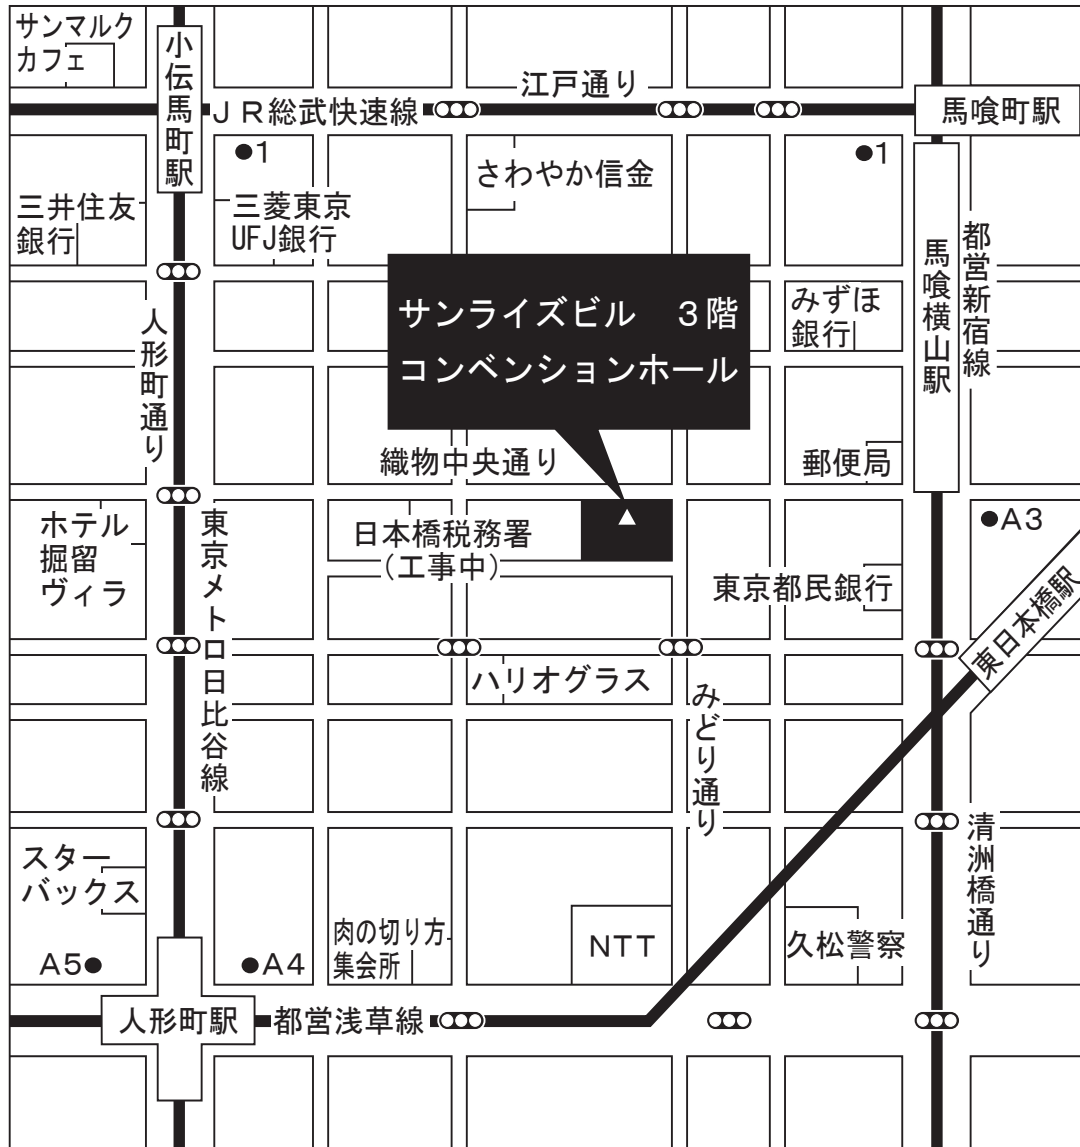 サンマルク
カフェ
小伝馬町駅
江戸通り
ＪＲ総武快速線
馬喰町駅
●1
さわやか信金
●1
三井住友
銀行
三菱東京
UFJ銀行
都営新宿線
馬喰横山駅
サンライズビル　３階
コンベンションホール
みずほ
銀行
人形町通り
織物中央通り
郵便局
ホテル
掘留
ヴィラ
東京メトロ日比谷線
日本橋税務署
(工事中)
●A3
東京都民銀行
東日本橋駅
ハリオグラス
みどり通り
スター
バックス
清洲橋通り
肉の切り方
集会所
NTT
久松警察
A5●
●A4
人形町駅
都営浅草線